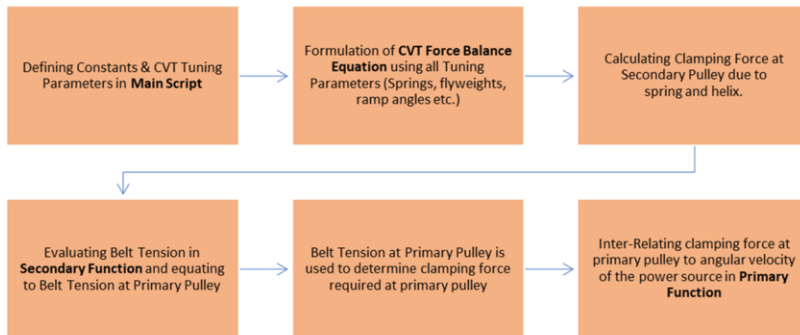 Defining Constants & CVT Tuning
Parameters in Main Script
Formulation of CVT Force Balance
Equation using all Tuning
Parameters (Springs, flyweights,
ramp angles etc.)
Calculating Clamping Force at
Secondary Pulley due to
spring and helix.
Evaluating Belt Tension in
Secondary Function and equating
to Belt Tension at Primary Pulley
Belt Tension at Primary Pulley is
used to determine clamping force
required at primary pulley
Inter-Relating clamping force at
primary pulley to angular velocity
of the power source in Primary
Function